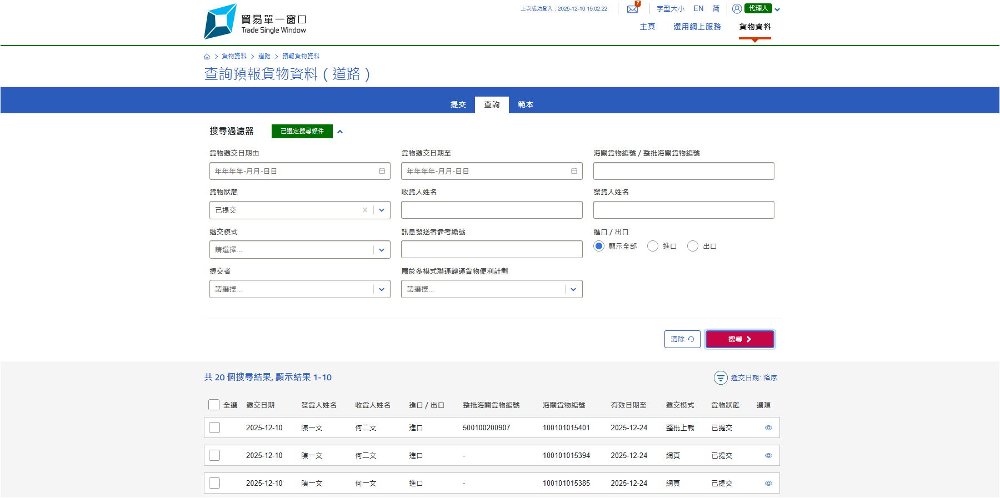 貿易單一窗口
Trade Single Window
上次成功登入 : 2025-12-10 15:02:22
7
字型大小
EN
简
代理人
主頁
選用網上服務
貨物資料
貨物資料
道路
預報貨物資料
查詢預報貨物資料 ( 道路 )
提交
查詢
範本
搜尋過濾器
已選定搜尋條件
貨物遞交日期由
貨物遞交日期至
海關貨物編號 / 整批海關貨物編號
年年年年-月月-日日
年年年年-月月-日日
貨物狀態
收貨人姓名
發貨人姓名
已提交
遞交模式
訊息發送者參考編號
進口 / 出口
請選擇...
顯示全部
進口
出口
提交者
屬於多模式聯運轉運貨物便利計劃
請選擇...
請選擇...
清除
搜尋
共 20 個搜尋結果, 顯示結果 1-10
遞交日期: 降序
全選 遞交日期 發貨人姓名 收貨人姓名 進口 / 出口 整批海關貨物編號 海關貨物編號 有效日期至 遞交模式 貨物狀態 選項
2025-12-10 陳一文 何二文 進口 500100200907 100101015401 2025-12-24 整批上載 已提交
2025-12-10 陳一文 何二文 進口 - 100101015394 2025-12-24 網頁 已提交
2025-12-10 陳一文 何一文 進口 - 100101015385 2025-12-24 網頁 已提交